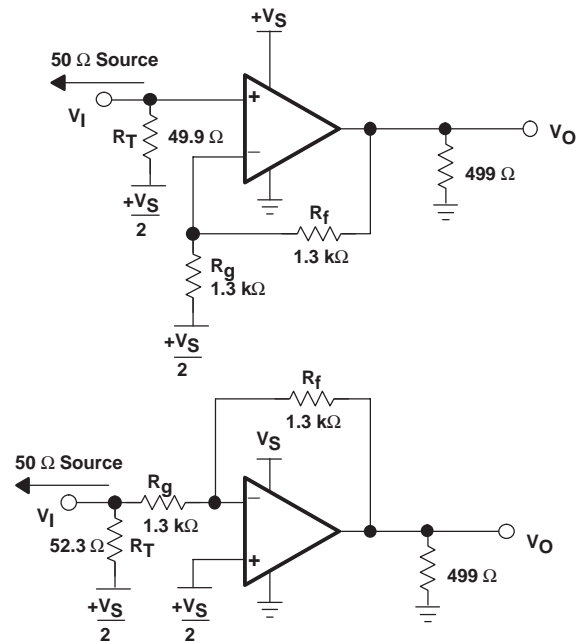 +VS
50 Ω Source
VI
+
RT
49.9 Ω
−
VO
499 Ω
+VS
2
Rf
1.3 kΩ
Rg
1.3 kΩ
+VS
2
Rf
1.3 kΩ
VS
50 Ω Source
Rg
VI
1.3 kΩ
−
52.3 Ω
RT
+
VO
499 Ω
+VS
2
+VS
2